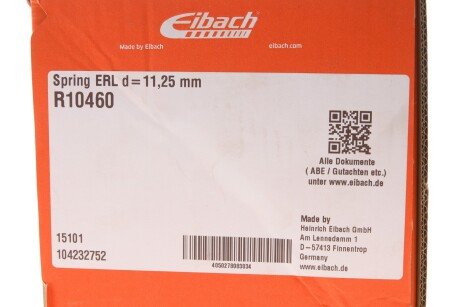 Eibach
Made by Eibach
eibach.com
Spring ERL d=11,25 mm
R10460
Alle Dokumente
( ABE / Gutachten etc.)
unter www.eibach.de
Made by
Heinrich Eibach GmbH
Am Lennedamm 1
D-57413 Finnentrop
Germany
www.eibach.de
15101
104232752
4050278003034